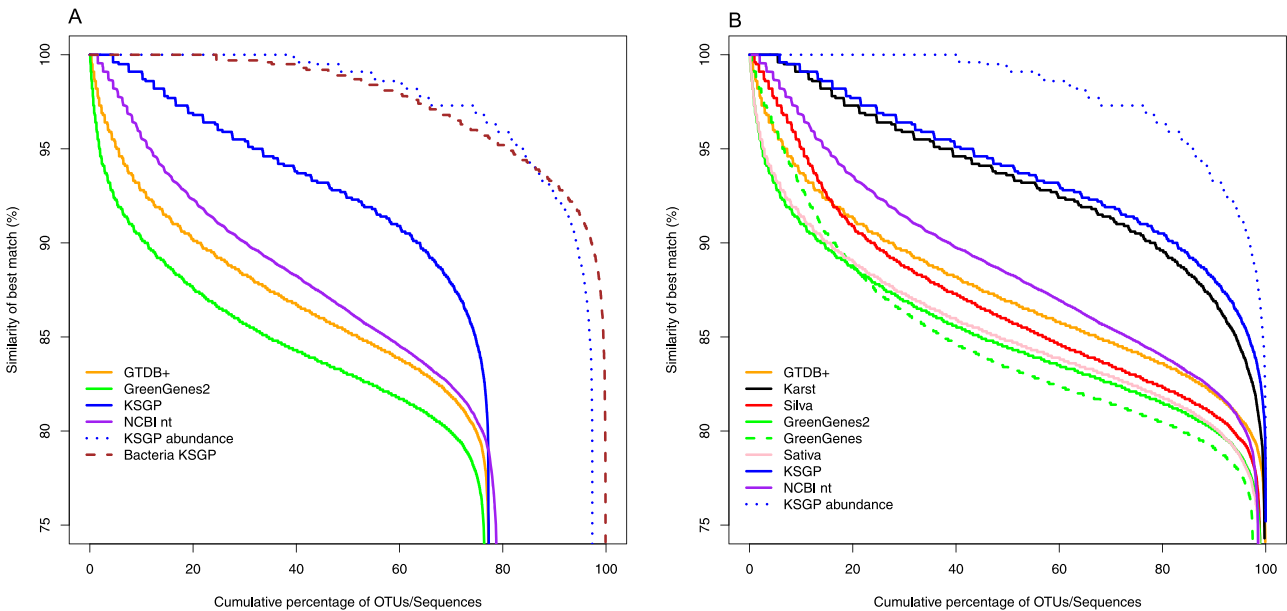 A
Similarity of best match (%)
100
95
90
85
80
75
GTDB+
GreenGenes2
KSGP
NCBI nt
KSGP abundance
Bacteria KSGP
0 20 40 60 80 100
Cumulative percentage of OTUs/Sequences
B
Similarity of best match (%)
100
95
90
85
80
75
GTDB+
Karst
Silva
GreenGenes2
GreenGenes
Sativa
KSGP
NCBI nt
KSGP abundance
0 20 40 60 80 100
Cumulative percentage of OTUs/Sequences